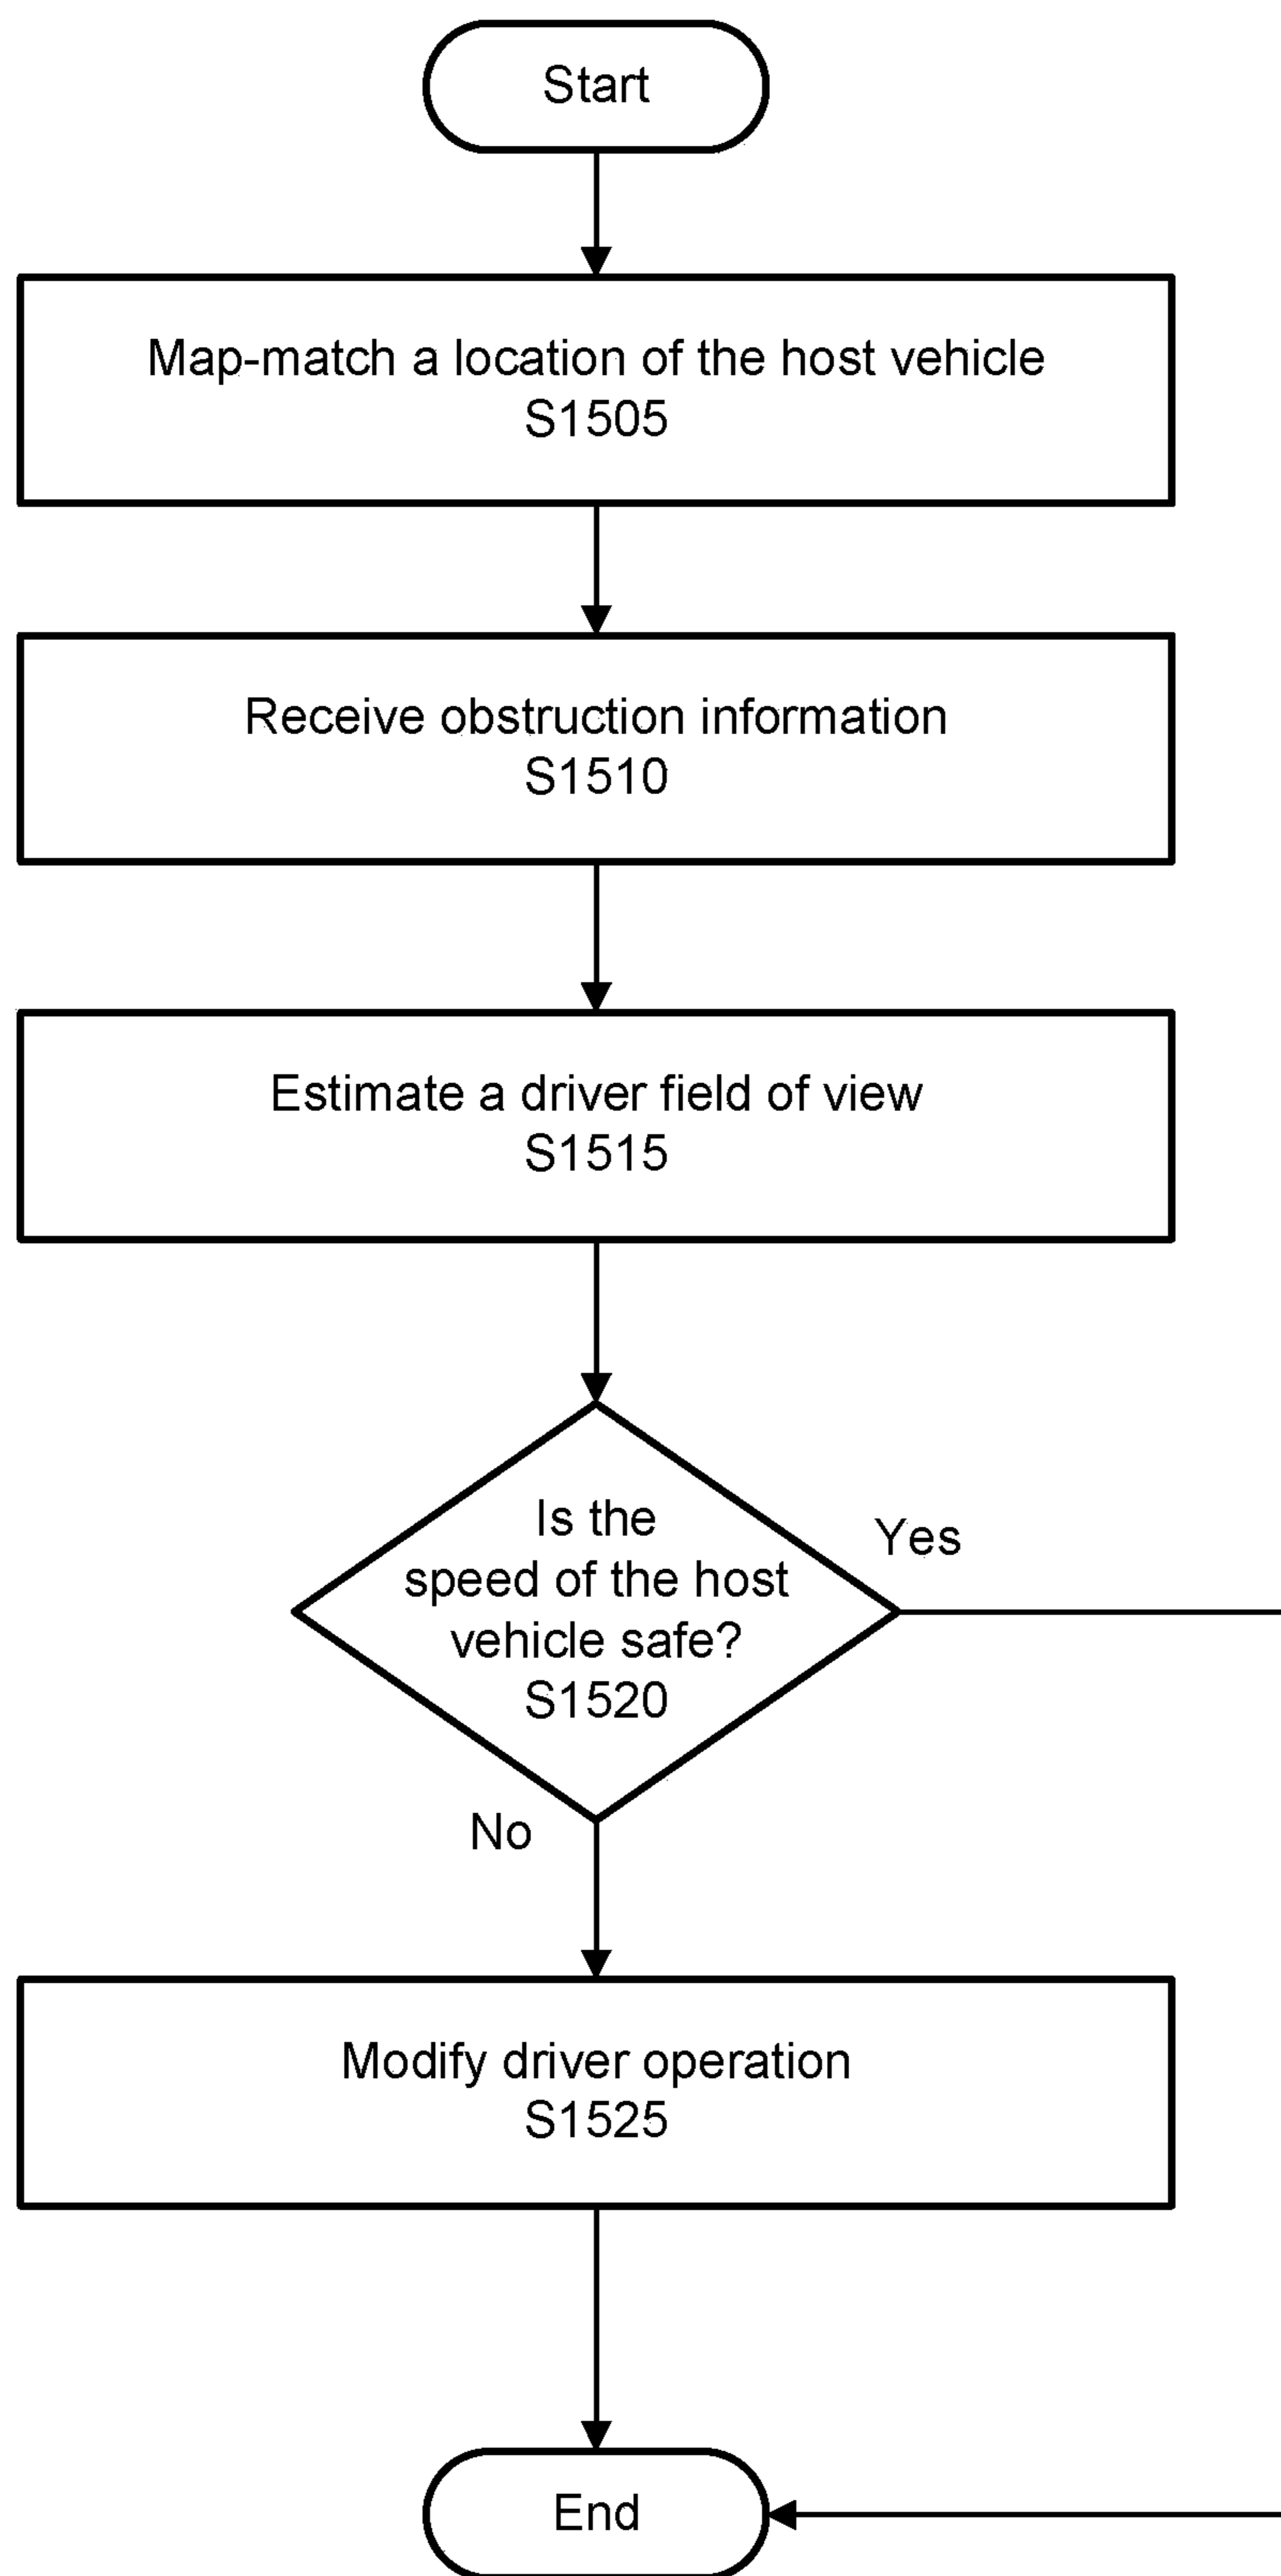 Start
Map-match a location of the host vehicle
S1505
Receive obstruction information
S1510
Estimate a driver field of view
S1515
Is the
speed of the host
vehicle safe?
S1520
Yes
No
Modify driver operation
S1525
End